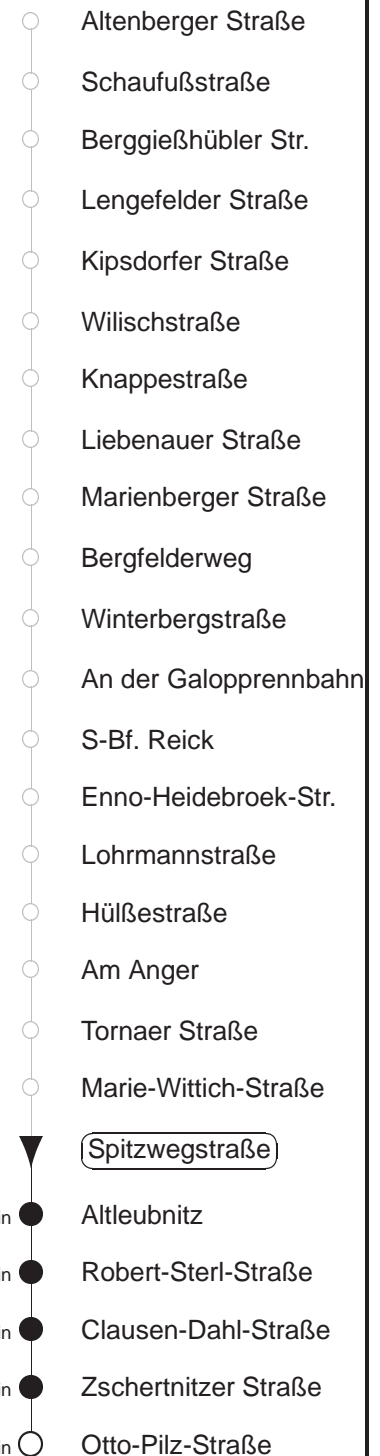 Altenberger Straße
Schaufußstraße
Berggießhübler Str.
Lengefelder Straße
Kipsdorfer Straße
Wilischstraße
Knappestraße
Liebenauer Straße
Marienberger Straße
Bergfelderweg
Winterbergstraße
An der Galopprennbahn
S-Bf. Reick
Enno-Heidebroek-Str.
Lohrmannstraße
Hülßestraße
Am Anger
Tornaer Straße
Marie-Wittich-Straße
Spitzwegstraße
Altleubnitz
Robert-Sterl-Straße
Clausen-Dahl-Straße
Zschertnitzer Straße
Otto-Pilz-Straße